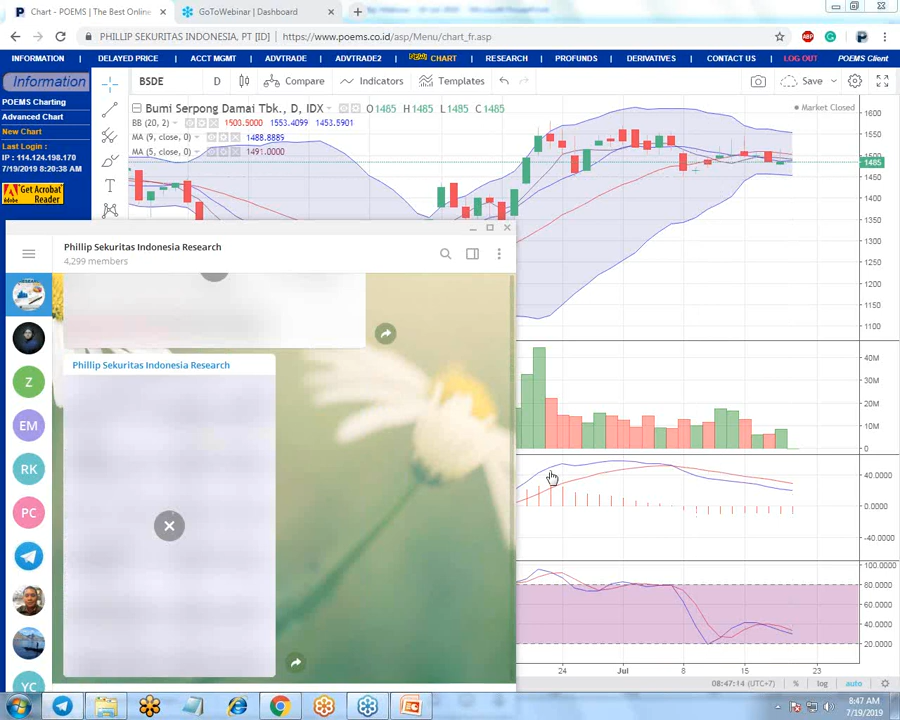 Chart - POEMS | The Best Online
GoToWebinar | Dashboard
PHILLIP SEKURITAS INDONESIA, PT [ID]
https://www.poems.co.id/asp/Menu/chart_fr.asp
ABP
INFORMATION
DELAYED PRICE
ACCT MGMT
ADVTRADE
ADVTRADE2
NEW! CHART
RESEARCH
PROFUNDS
DERIVATIVES
CONTACT US
LOG OUT
POEMS Client
Information
POEMS Charting
Advanced Chart
New Chart
Last Login :
IP : 114.124.198.170
7/19/2019 8:20:38 AM
Get Acrobat
Reader
BSDE
D
Compare
Indicators
Templates
Save
Bumi Serpong Damai Tbk., D, IDX
O1485 H1485 L1485 C1485
BB (20, 2)
1503.5000 1553.4099 1453.5901
MA (9, close, 0)
1488.8889
MA (5, close, 0)
1491.0000
Market Closed
1600
1550
1500
1485
1450
1400
1350
1300
1250
1200
1150
1100
40M
30M
20M
10M
0
40.0000
0.0000
-40.0000
100.0000
80.0000
60.0000
40.0000
20.0000
24
Jul
8
15
23
08:47:14 (UTC+7)
%
log
auto
Phillip Sekuritas Indonesia Research
4,299 members
Phillip Sekuritas Indonesia Research
Z
EM
RK
PC
YC
8:47 AM
7/19/2019